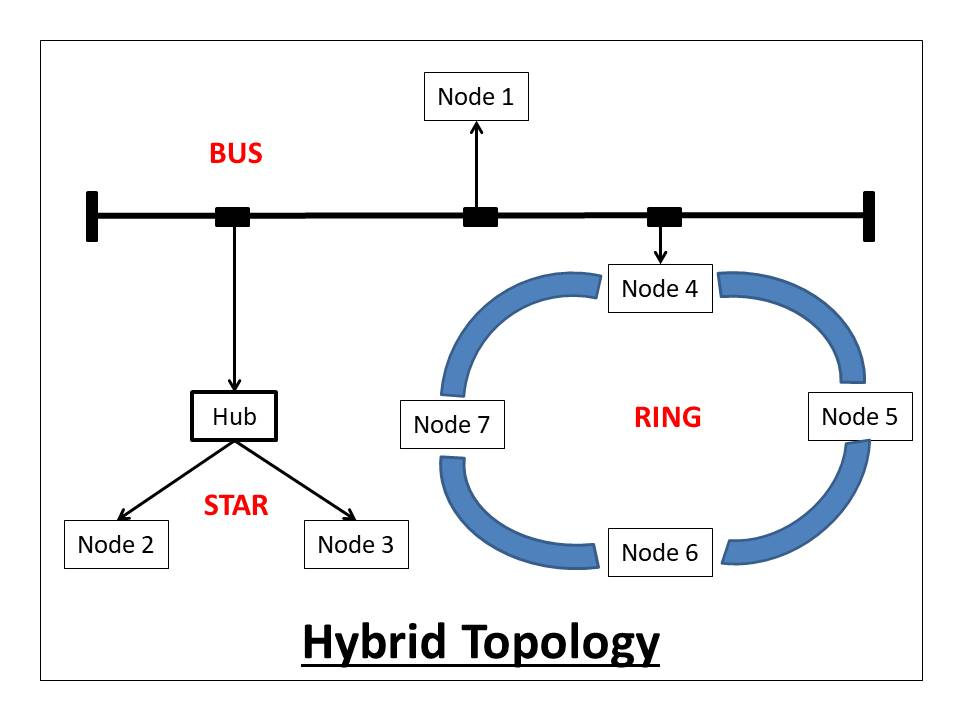 Node 1
BUS
Node 4
Hub
Node 7
RING
Node 5
STAR
Node 2
Node 3
Node 6
Hybrid Topology